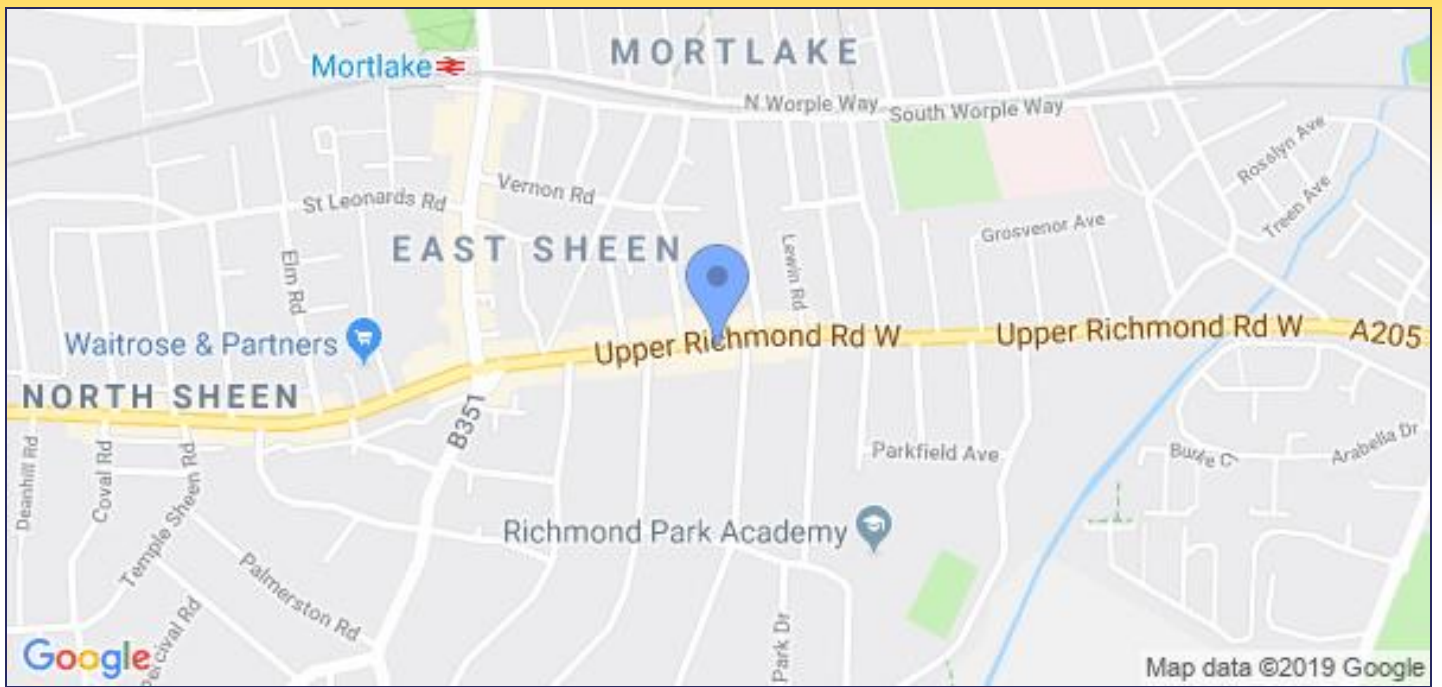 MORTLAKE
Mortlake
N Worple Way
South Worple Way
Rosslyn Ave
Treen Ave
Vernon Rd
St Leonards Rd
Grosvenor Ave
EAST SHEEN
Elm Rd
Lewin Rd
Waitrose & Partners
Upper Richmond Rd W
Upper Richmond Rd W
A205
NORTH SHEEN
B351
Deanhill Rd
Coval Rd
Temple Sheen Rd
Parkfield Ave
Arabella Dr
Richmond Park Academy
Palmerston Rd
Percival Rd
Park Dr
Google
Map data ©2019 Google